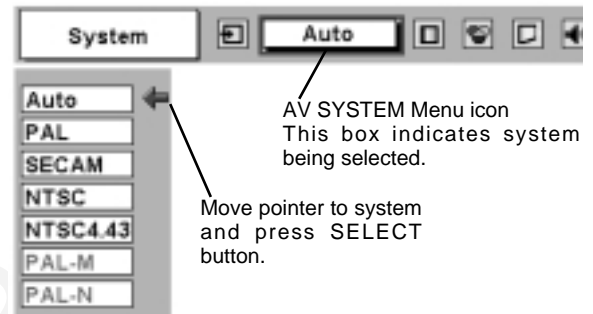 System
Auto
Auto
PAL
SECAM
NTSC
NTSC4.43
PAL-M
PAL-N
AV SYSTEM Menu icon
This box indicates system
being selected.
Move pointer to system
and press SELECT
button.